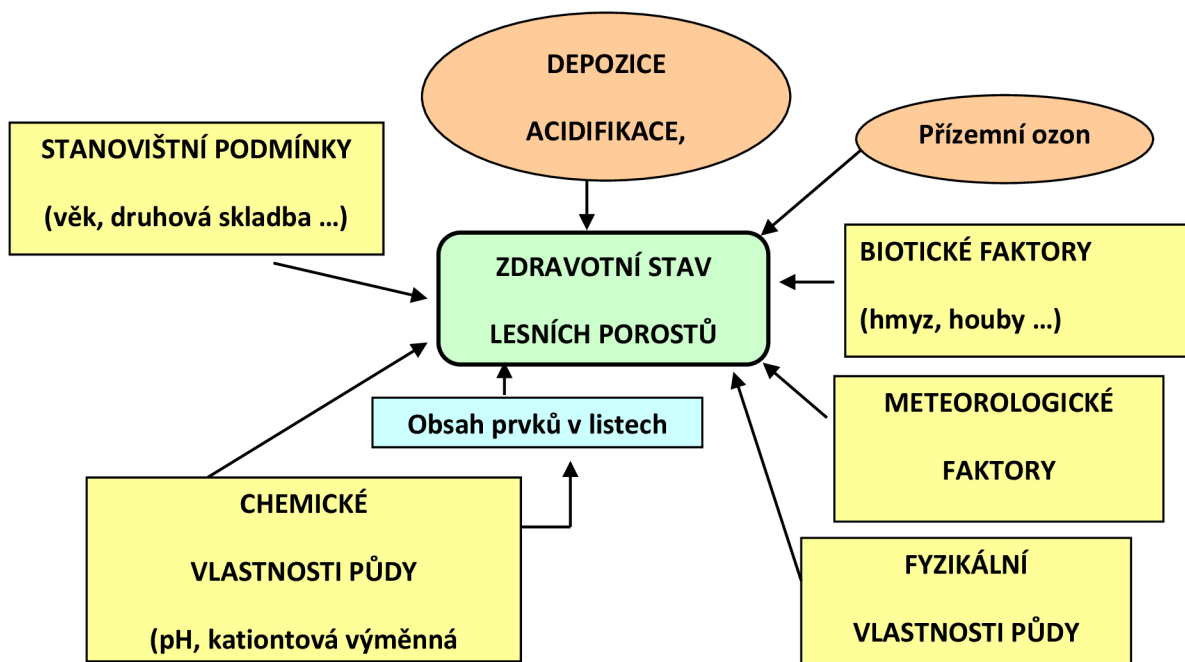 DEPOZICE
ACIDIFIKACE,
Přízemní ozon
STANOVIŠTNÍ PODMÍNKY
(věk, druhová skladba ...)
ZDRAVOTNÍ STAV
LESNÍCH POROSTŮ
BIOTICKÉ FAKTORY
(hmyz, houby ...)
Obsah prvků v listech
METEOROLOGICKÉ
FAKTORY
CHEMICKÉ
VLASTNOSTI PŮDY
(pH, kationtová výměnná
FYZIKÁLNÍ
VLASTNOSTI PŮDY